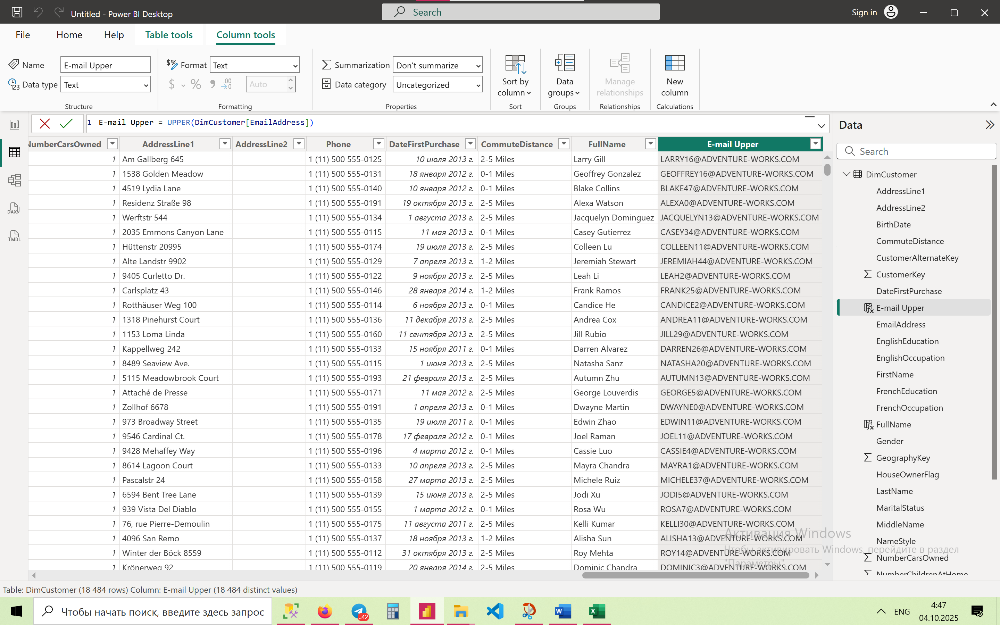 Untitled - Power BI Desktop
Search
Sign in
File
Home
Help
Table tools
Column tools
Name
E-mail Upper
Data type
Text
Structure
$% Format
Text
$ % , .00 →.0
Auto
Formatting
Summarization
Don't summarize
Data category
Uncategorized
Properties
Sort by
column
Sort
Data
groups
Groups
Manage
relationships
Relationships
New
column
Calculations
1 E-mail Upper = UPPER(DimCustomer[EmailAddress])
NumberCarsOwned AddressLine1 AddressLine2 Phone DateFirstPurchase CommuteDistance FullName E-mail Upper
1 Am Gallberg 645 1 (11) 500 555-0125 10 июля 2013 г. 2-5 Miles Larry Gill LARRY16@ADVENTURE-WORKS.COM
1 1538 Golden Meadow 1 (11) 500 555-0131 18 января 2012 г. 0-1 Miles Geoffrey Gonzalez GEOFFREY16@ADVENTURE-WORKS.COM
1 4519 Lydia Lane 1 (11) 500 555-0140 10 января 2012 г. 0-1 Miles Blake Collins BLAKE47@ADVENTURE-WORKS.COM
1 Residenz Straße 98 1 (11) 500 555-0191 19 октября 2013 г. 2-5 Miles Alexa Watson ALEXA0@ADVENTURE-WORKS.COM
1 Werftstr 544 1 (11) 500 555-0134 1 августа 2013 г. 2-5 Miles Jacquelyn Dominguez JACQUELYN13@ADVENTURE-WORKS.COM
1 2035 Emmons Canyon Lane 1 (11) 500 555-0115 11 мая 2013 г. 0-1 Miles Casey Gutierrez CASEY34@ADVENTURE-WORKS.COM
1 Hüttenstr 20995 1 (11) 500 555-0174 19 июля 2013 г. 2-5 Miles Colleen Lu COLLEEN11@ADVENTURE-WORKS.COM
1 Alte Landstr 9902 1 (11) 500 555-0129 7 апреля 2013 г. 1-2 Miles Jeremiah Stewart JEREMIAH44@ADVENTURE-WORKS.COM
1 9405 Curletto Dr. 1 (11) 500 555-0122 9 ноября 2013 г. 2-5 Miles Leah Li LEAH2@ADVENTURE-WORKS.COM
1 Carlsplatz 43 1 (11) 500 555-0146 28 января 2014 г. 1-2 Miles Frank Ramos FRANK25@ADVENTURE-WORKS.COM
1 Rotthäuser Weg 100 1 (11) 500 555-0114 6 ноября 2013 г. 0-1 Miles Candice He CANDICE2@ADVENTURE-WORKS.COM
1 1318 Pinehurst Court 1 (11) 500 555-0136 11 декабря 2013 г. 2-5 Miles Andrea Cox ANDREA11@ADVENTURE-WORKS.COM
1 1153 Loma Linda 1 (11) 500 555-0160 11 сентября 2013 г. 2-5 Miles Jill Rubio JILL29@ADVENTURE-WORKS.COM
1 Kappellweg 242 1 (11) 500 555-0133 15 ноября 2011 г. 0-1 Miles Darren Alvarez DARREN26@ADVENTURE-WORKS.COM
1 8489 Seaview Ave. 1 (11) 500 555-0115 1 июня 2013 г. 2-5 Miles Natasha Sanz NATASHA20@ADVENTURE-WORKS.COM
1 5115 Meadowbrook Court 1 (11) 500 555-0193 21 февраля 2013 г. 2-5 Miles Autumn Zhu AUTUMN13@ADVENTURE-WORKS.COM
1 Attaché de Presse 1 (11) 500 555-0171 11 мая 2012 г. 2-5 Miles George Louverdis GEORGE5@ADVENTURE-WORKS.COM
1 Zollhof 6678 1 (11) 500 555-0191 1 апреля 2013 г. 0-1 Miles Dwayne Martin DWAYNE0@ADVENTURE-WORKS.COM
1 973 Broadway Street 1 (11) 500 555-0135 19 июля 2011 г. 0-1 Miles Edwin Zhao EDWIN11@ADVENTURE-WORKS.COM
1 9546 Cardinal Ct. 1 (11) 500 555-0178 17 февраля 2012 г. 0-1 Miles Joel Raman JOEL11@ADVENTURE-WORKS.COM
1 9428 Mehaffey Way 1 (11) 500 555-0196 4 марта 2012 г. 0-1 Miles Cassie Luo CASSIE4@ADVENTURE-WORKS.COM
1 8614 Lagoon Court 1 (11) 500 555-0133 10 апреля 2013 г. 2-5 Miles Mayra Chandra MAYRA1@ADVENTURE-WORKS.COM
1 Pascalstr 24 1 (11) 500 555-0158 27 марта 2013 г. 2-5 Miles Michele Ruiz MICHELE37@ADVENTURE-WORKS.COM
1 6594 Bent Tree Lane 1 (11) 500 555-0139 15 июня 2013 г. 2-5 Miles Jodi Xu JODI5@ADVENTURE-WORKS.COM
1 939 Vista Del Diablo 1 (11) 500 555-0155 1 марта 2012 г. 0-1 Miles Rosa Wu ROSA7@ADVENTURE-WORKS.COM
1 76, rue Pierre-Demoulin 1 (11) 500 555-0175 11 августа 2011 г. 2-5 Miles Kelli Kumar KELLI30@ADVENTURE-WORKS.COM
1 4096 San Remo 1 (11) 500 555-0137 18 ноября 2013 г. 1-2 Miles Alisha Sun ALISHA13@ADVENTURE-WORKS.COM
1 Winter der Böck 8559 1 (11) 500 555-0112 31 октября 2013 г. 2-5 Miles Roy Mehta ROY14@ADVENTURE-WORKS.COM
1 Krönerweg 92 1 (11) 500 555-0119 20 января 2014 г. 2-5 Miles Dominic Chandra DOMINIC3@ADVENTURE-WORKS.COM
DAX
TMDL
Data
Search
DimCustomer
AddressLine1
AddressLine2
BirthDate
CommuteDistance
CustomerAlternateKey
CustomerKey
DateFirstPurchase
E-mail Upper
EmailAddress
EnglishEducation
EnglishOccupation
FirstName
FrenchEducation
FrenchOccupation
FullName
Gender
GeographyKey
HouseOwnerFlag
LastName
MaritalStatus
MiddleName
NameStyle
NumberCarsOwned
NumberChildrenAtHome
Активация Windows
Чтобы активировать Windows, перейдите в раздел
"Параметры".
Table: DimCustomer (18 484 rows) Column: E-mail Upper (18 484 distinct values)
Чтобы начать поиск, введите здесь запрос
..42
ENG
4:47
04.10.2025